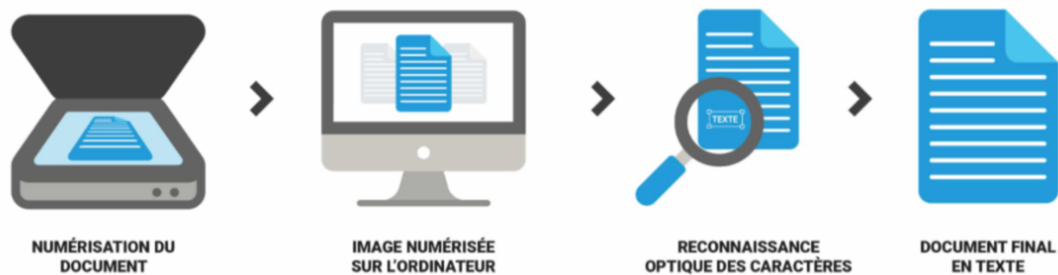 TEXTE
NUMÉRISATION DU
DOCUMENT
IMAGE NUMÉRISÉE
SUR L'ORDINATEUR
RECONNAISSANCE
OPTIQUE DES CARACTÈRES
DOCUMENT FINAL
EN TEXTE